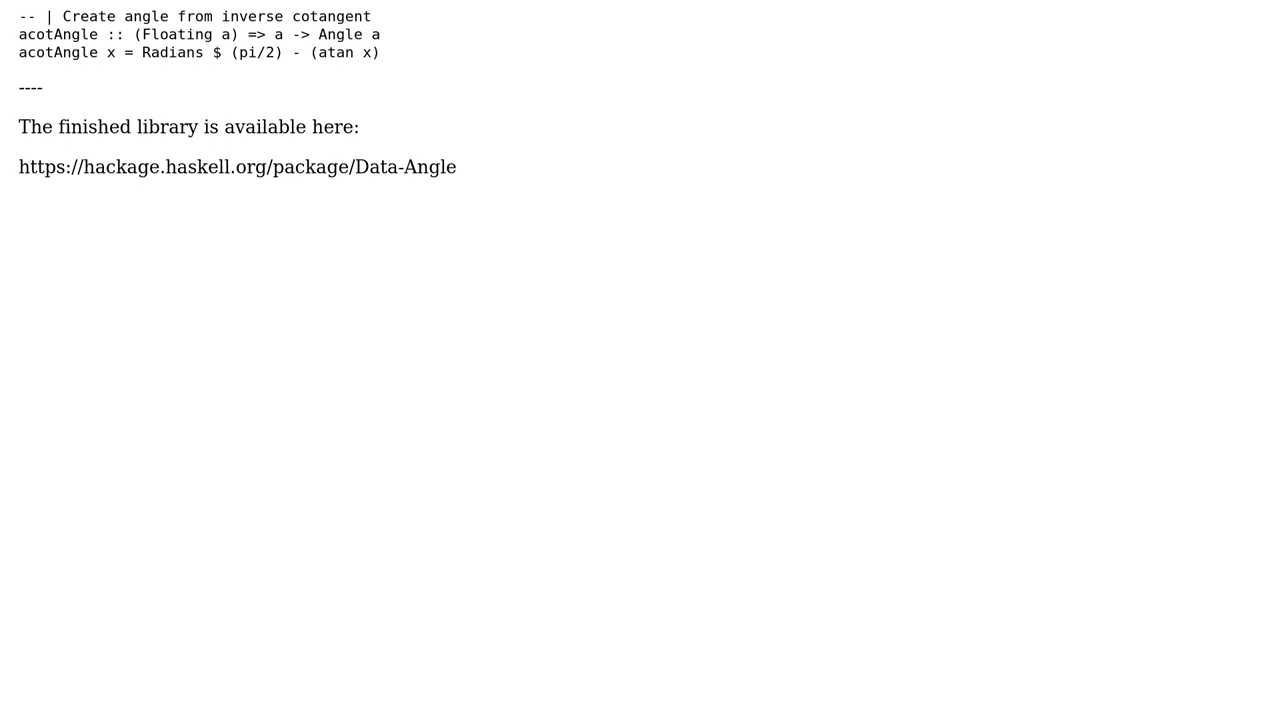 -- | Create angle from inverse cotangent
acotAngle :: (Floating a) => a -> Angle a
acotAngle x = Radians $ (pi/2) - (atan x)
----
The finished library is available here:
https://hackage.haskell.org/package/Data-Angle